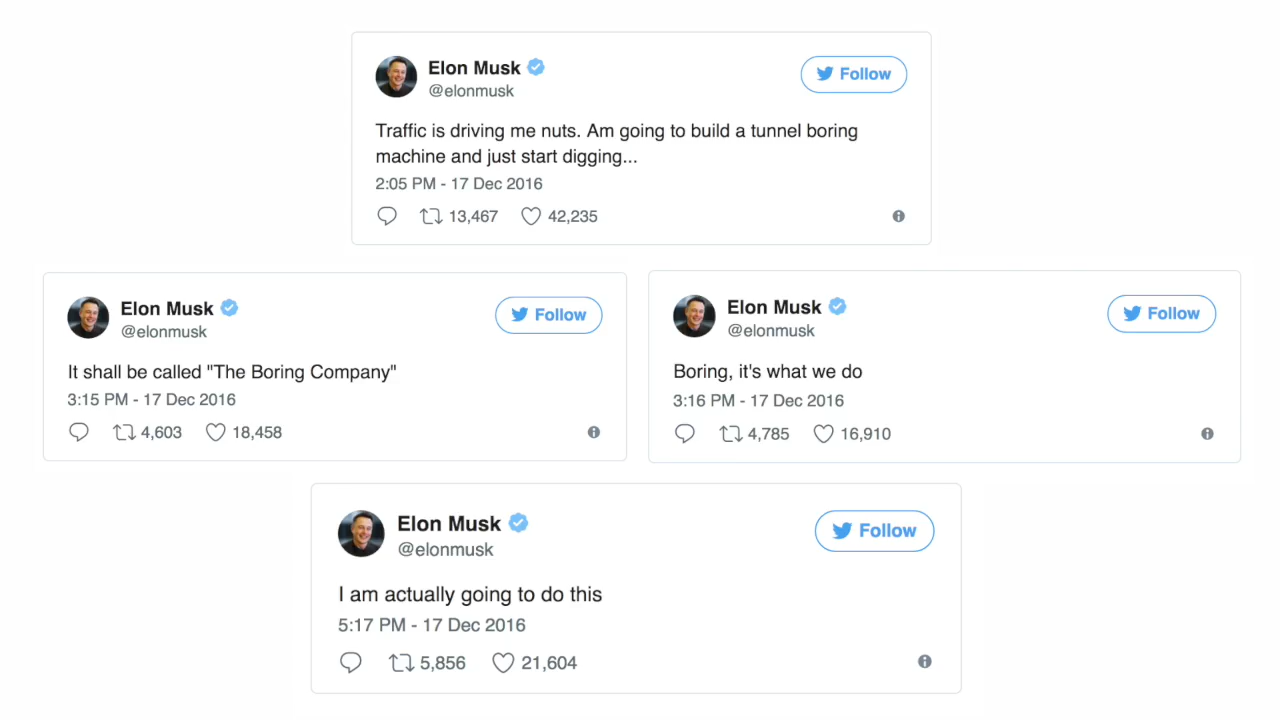 Elon Musk
@elonmusk
Follow
Traffic is driving me nuts. Am going to build a tunnel boring
machine and just start digging...
2:05 PM - 17 Dec 2016
13,467 42,235
Elon Musk
@elonmusk
Follow
It shall be called "The Boring Company"
3:15 PM - 17 Dec 2016
4,603 18,458
Elon Musk
@elonmusk
Follow
Boring, it's what we do
3:16 PM - 17 Dec 2016
4,785 16,910
Elon Musk
@elonmusk
Follow
I am actually going to do this
5:17 PM - 17 Dec 2016
5,856 21,604